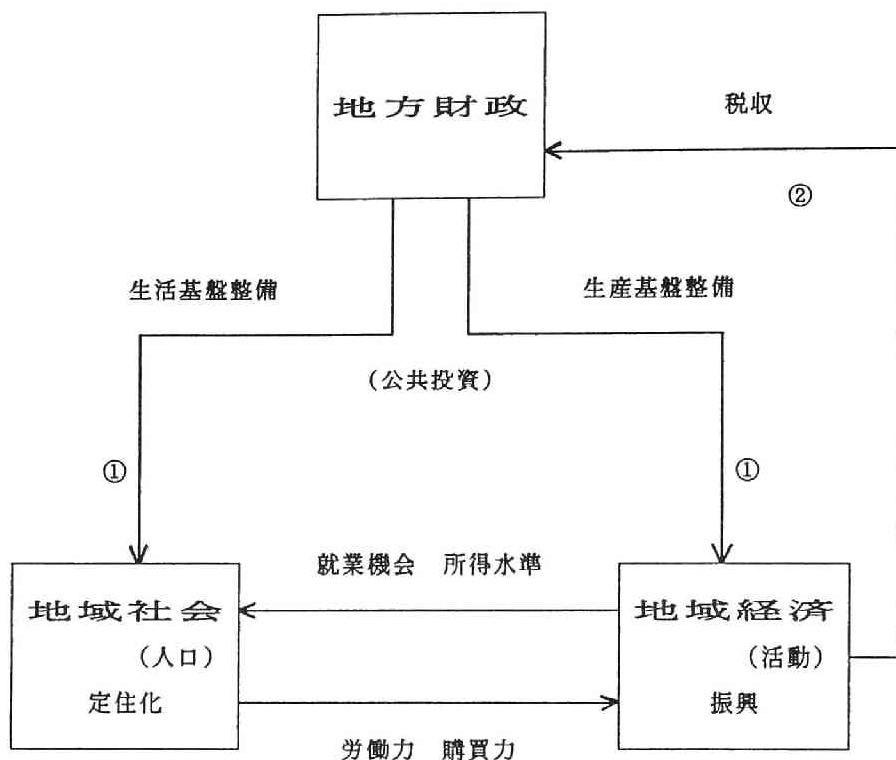 地方財政
税収
②
生活基盤整備
生産基盤整備
(公共投資)
①
①
就業機会 所得水準
地域社会
(人口)
定住化
地域経済
(活動)
振興
労働力 購買力